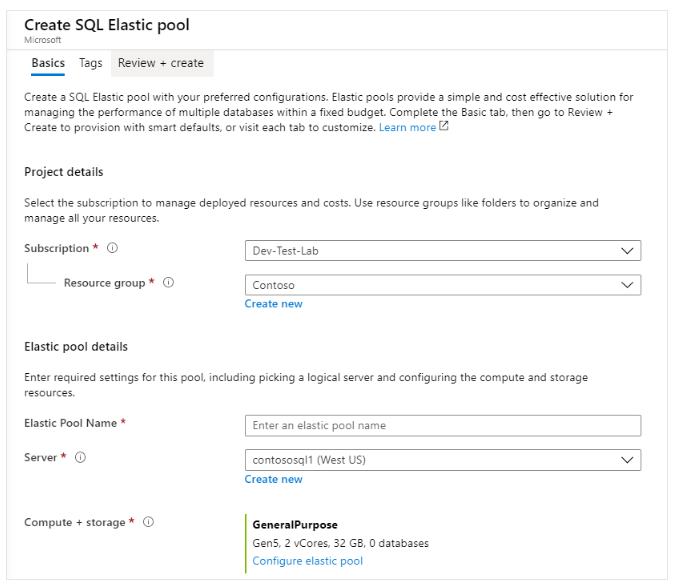 Create SQL Elastic pool
Microsoft
Basics Tags Review + create
Create a SQL Elastic pool with your preferred configurations. Elastic pools provide a simple and cost effective solution for
managing the performance of multiple databases within a fixed budget. Complete the Basic tab, then go to Review +
Create to provision with smart defaults, or visit each tab to customize. Learn more
Project details
Select the subscription to manage deployed resources and costs. Use resource groups like folders to organize and
manage all your resources.
Subscription *
Dev-Test-Lab
Resource group *
Contoso
Create new
Elastic pool details
Enter required settings for this pool, including picking a logical server and configuring the compute and storage
resources.
Elastic Pool Name *
Enter an elastic pool name
Server *
contososql1 (West US)
Create new
Compute + storage *
GeneralPurpose
Gen5, 2 vCores, 32 GB, 0 databases
Configure elastic pool